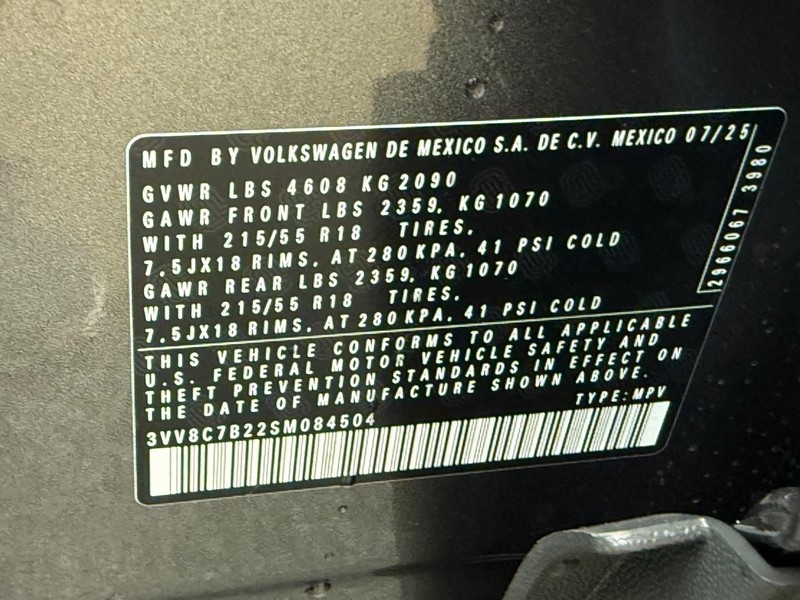 MFD BY VOLKSWAGEN DE MEXICO S.A. DE C.V. MEXICO 07/25
GVWR LBS 4608 KG 2090
GAWR FRONT LBS 2359, KG 1070
WITH 215/55 R18 TIRES,
7.5JX18 RIMS, AT 280 KPA, 41 PSI COLD
GAWR REAR LBS 2359, KG 1070
WITH 215/55 R18 TIRES,
7.5JX18 RIMS, AT 280 KPA, 41 PSI COLD
2966067 3980
THIS VEHICLE CONFORMS TO ALL APPLICABLE
U.S. FEDERAL MOTOR VEHICLE SAFETY AND
THEFT PREVENTION STANDARDS IN EFFECT ON
THE DATE OF MANUFACTURE SHOWN ABOVE.
TYPE:MPV
3VV8C7B22SM084504